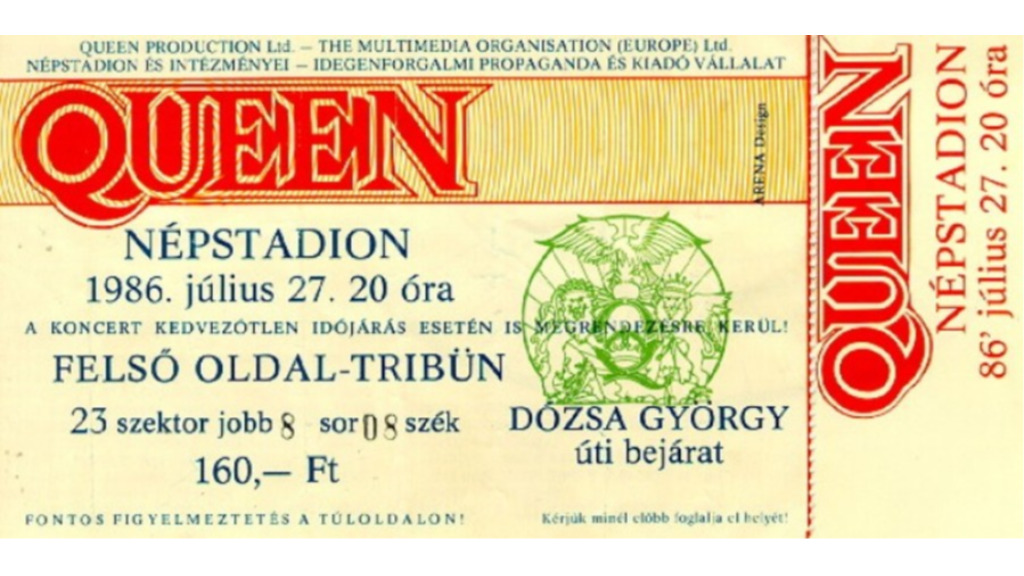 QUEEN PRODUCTION Ltd. — THE MULTIMEDIA ORGANISATION (EUROPE) Ltd.
NÉPSTADION ÉS INTÉZMÉNYEI — IDEGENFORGALMI PROPAGANDA ÉS KIADÓ VÁLLALAT
QUEEN
ARENA Design
NÉPSTADION
1986. július 27. 20 óra
A KONCERT KEDVEZŐTLEN IDŐJÁRÁS ESETÉN IS MEGRENDEZÉSRE KERÜL!
FELSŐ OLDAL-TRIBÜN
23 szektor jobb 8 sor 08 szék
160,— Ft
DÓZSA GYÖRGY
úti bejárat
FONTOS FIGYELMEZTETÉS A TÚLOLDALON!
Kérjük minél előbb foglalja el helyét!
QUEEN
NÉPSTADION
86' július 27. 20 óra